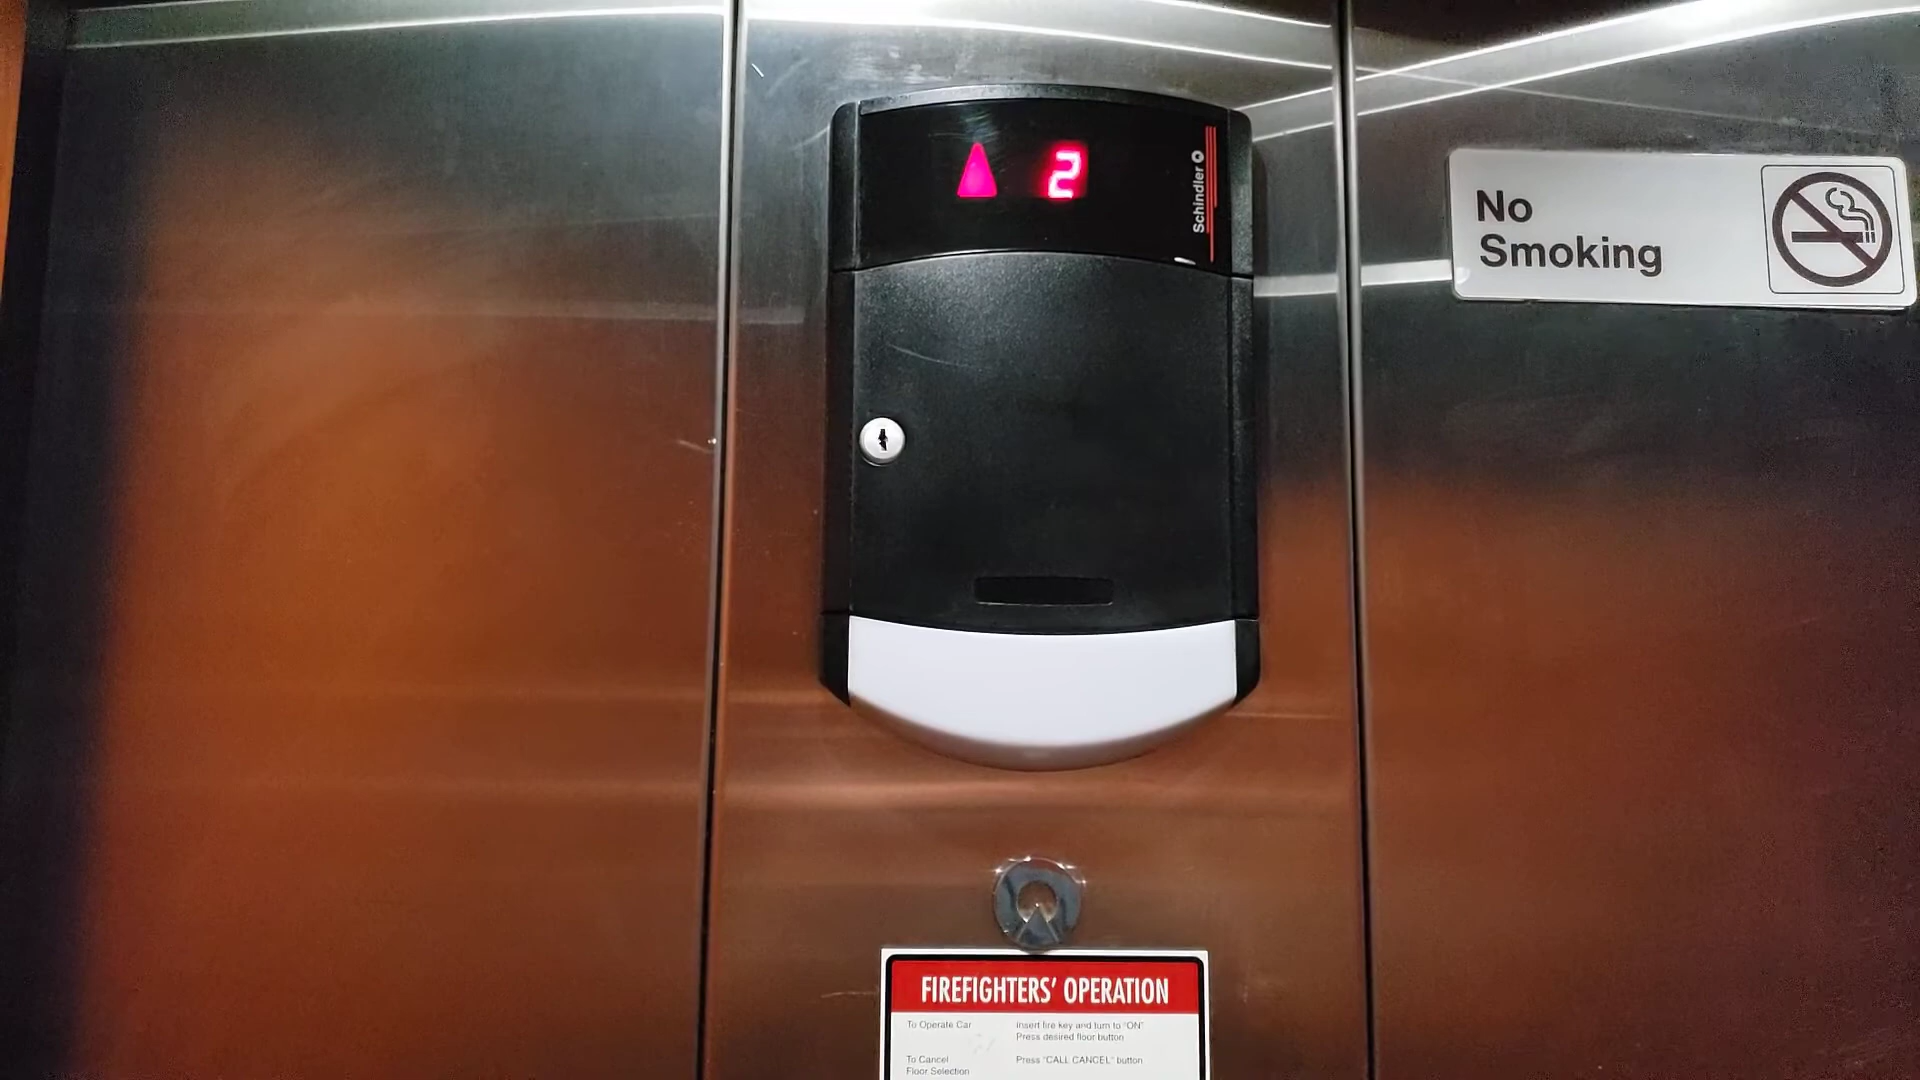 2
Schindler
No
Smoking
FIREFIGHTERS' OPERATION
To Operate Car
Insert fire key and turn to "ON"
Press desired floor button
To Cancel
Floor Selection
Press "CALL CANCEL" button